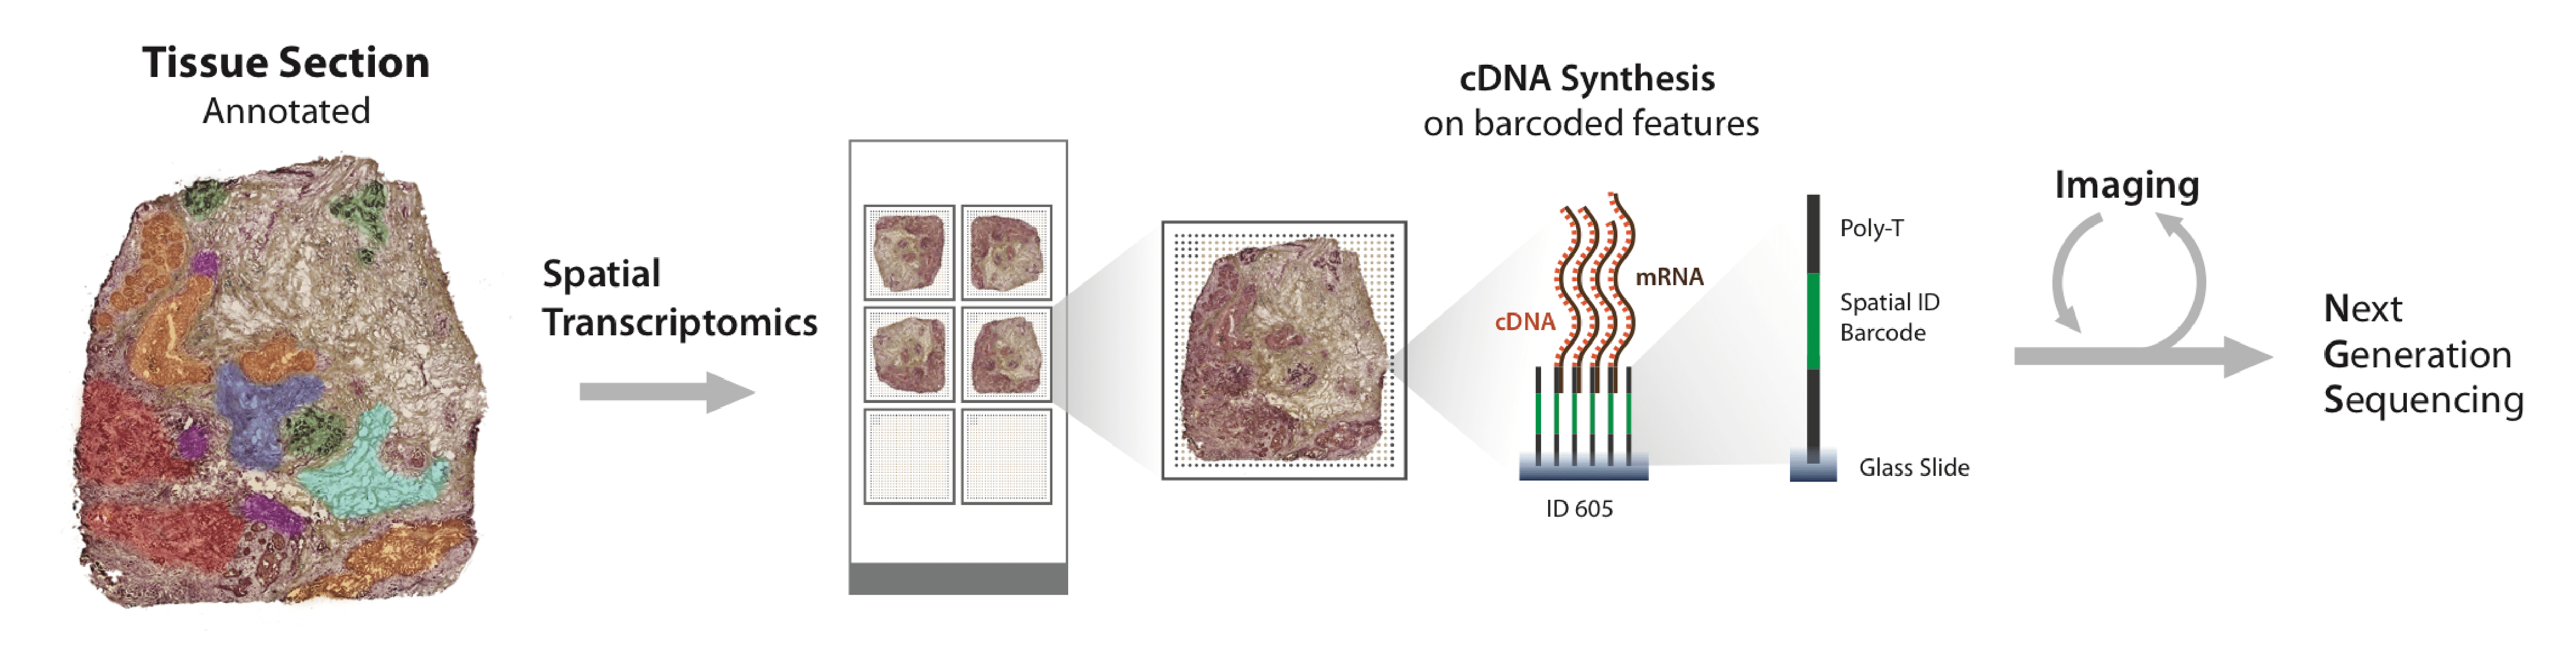 Tissue Section
Annotated
Spatial
Transcriptomics
cDNA Synthesis
on barcoded features
cDNA
mRNA
ID 605
Poly-T
Spatial ID
Barcode
Glass Slide
Imaging
Next
Generation
Sequencing